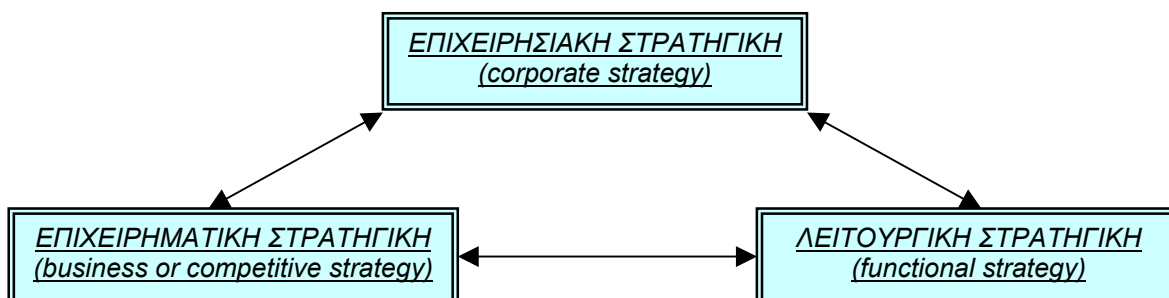 ΕΠΙΧΕΙΡΗΣΙΑΚΗ ΣΤΡΑΤΗΓΙΚΗ
(corporate strategy)
ΕΠΙΧΕΙΡΗΜΑΤΙΚΗ ΣΤΡΑΤΗΓΙΚΗ
(business or competitive strategy)
ΛΕΙΤΟΥΡΓΙΚΗ ΣΤΡΑΤΗΓΙΚΗ
(functional strategy)